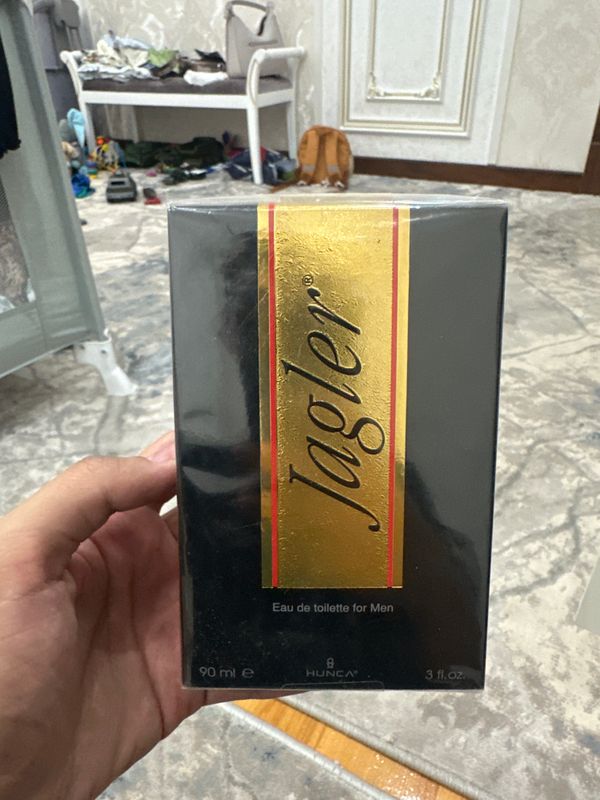 Jagler®
Eau de toilette for Men
90 ml ℮
HUNCA®
3 fl.oz.